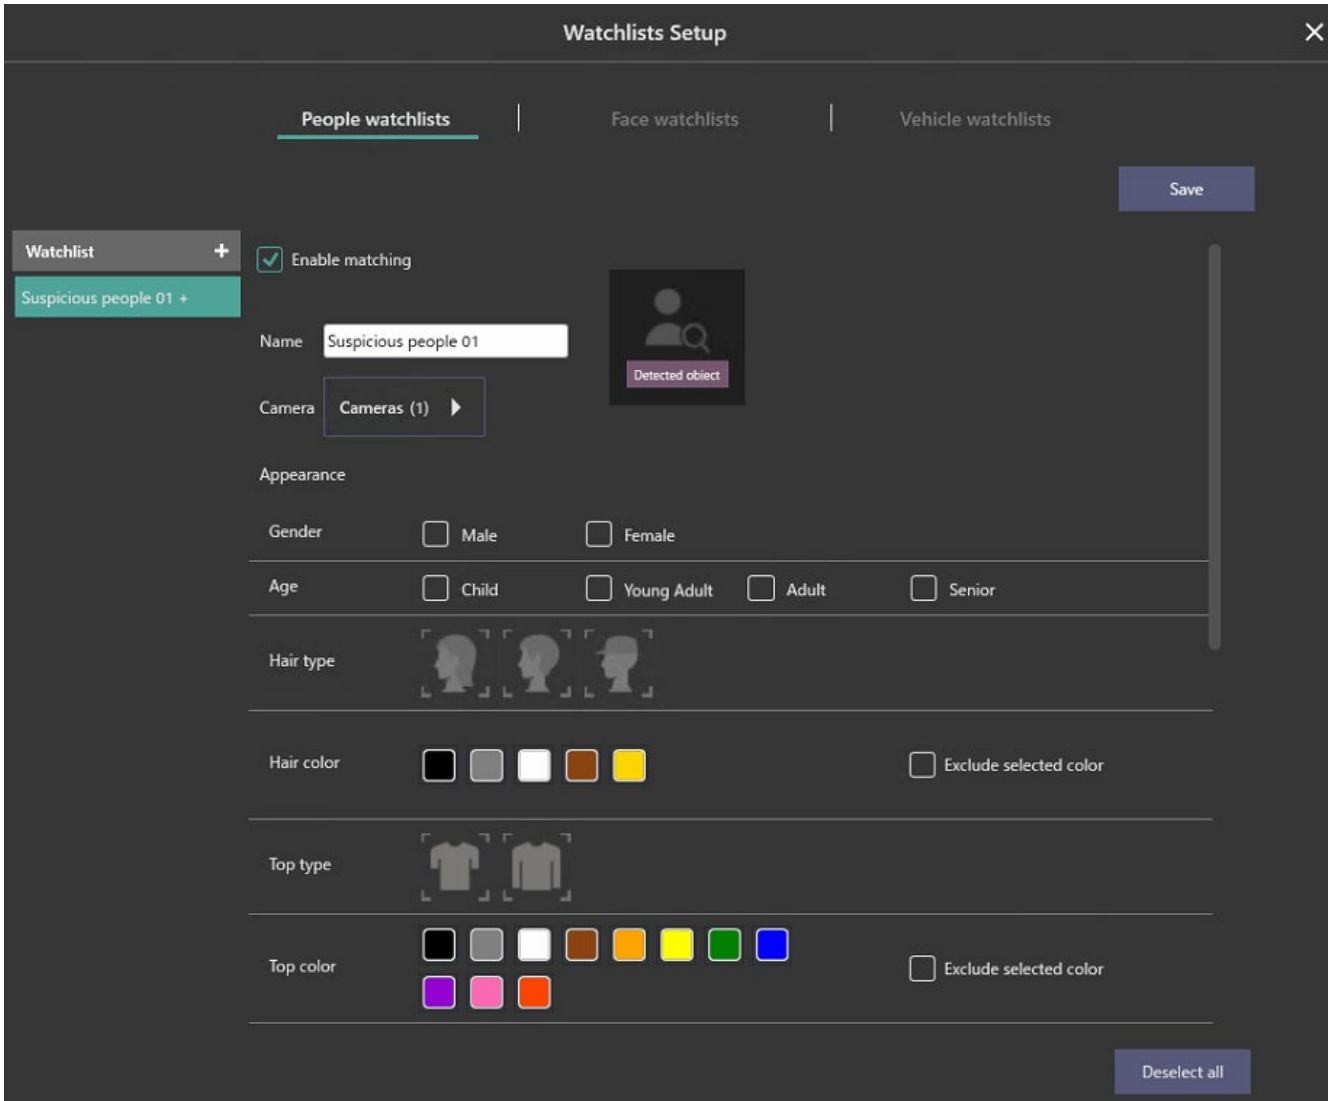 Watchlists Setup
People watchlists Face watchlists Vehicle watchlists
Save
Watchlist +
Suspicious people 01 +
Enable matching
Name Suspicious people 01
Detected object
Camera Cameras (1)
Appearance
Gender Male Female
Age Child Young Adult Adult Senior
Hair type
Hair color Exclude selected color
Top type
Top color Exclude selected color
Deselect all